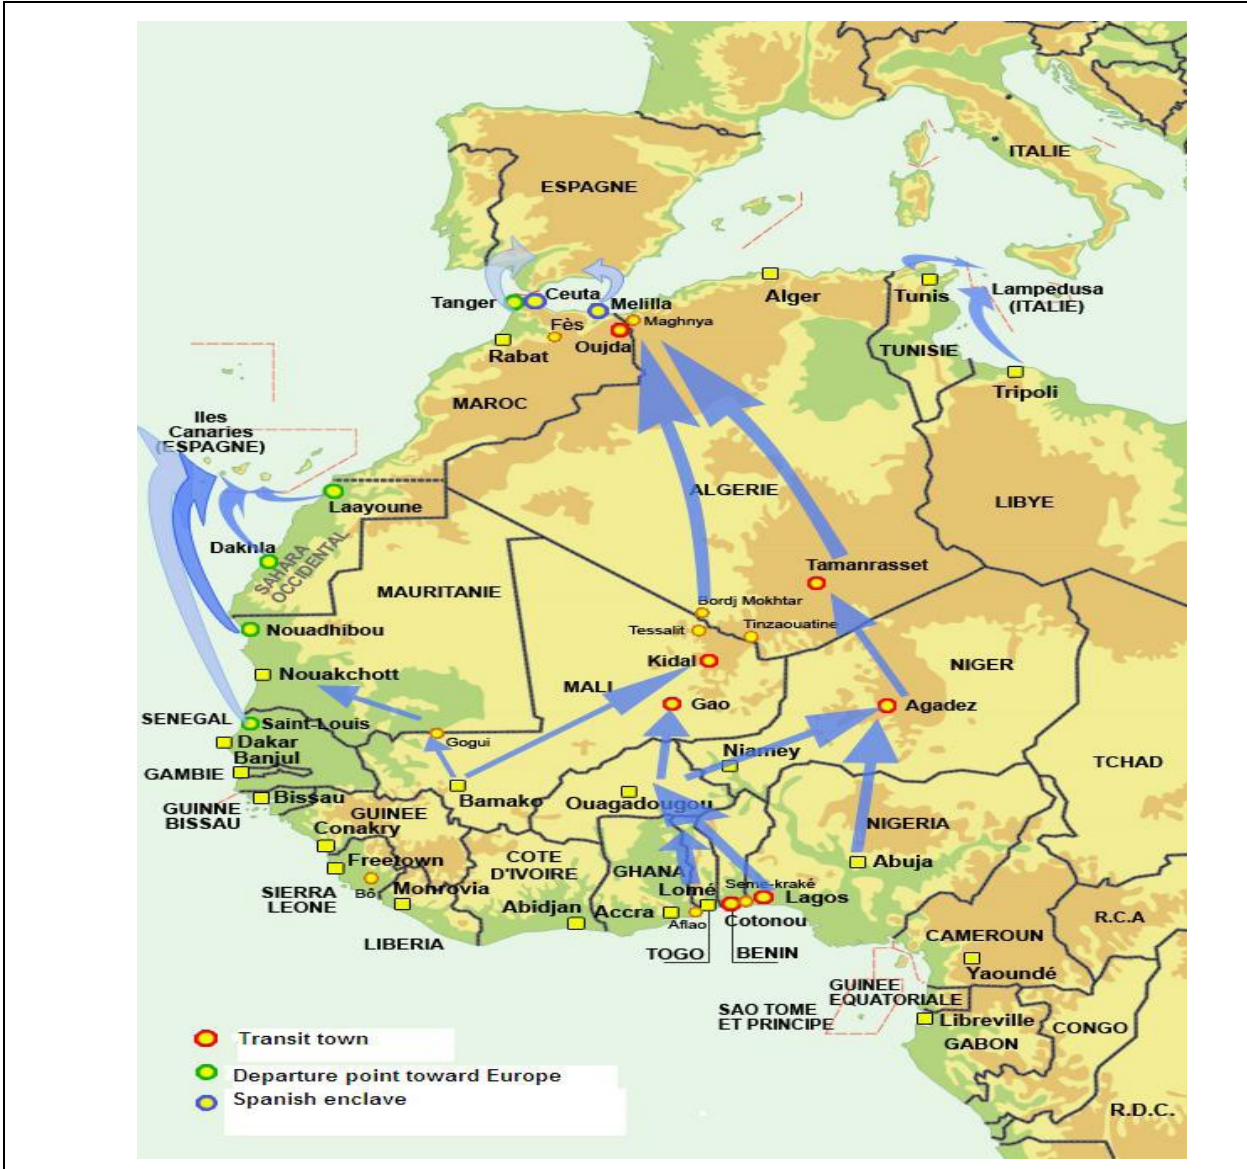 ITALIE
ESPAGNE
Tanger
Ceuta
Melilla
Alger
Tunis
Lampedusa
(ITALIE)
Maghnya
Fès
Oujda
Rabat
TUNISIE
Tripoli
MAROC
Iles
Canaries
(ESPAGNE)
Laayoune
ALGERIE
LIBYE
Dakhla
SAHARA
OCCIDENTAL
MAURITANIE
Tamanrasset
Bordj Mokhtar
Nouadhibou
Tessalit
Tinzaouatine
Kidal
NIGER
Nouakchott
MALI
Gao
Agadez
SENEGAL
Saint-Louis
Dakar
Gogui
Banjul
Niamey
TCHAD
GAMBIE
Bissau
Bamako
Ouagadougou
GUINNE
BISSAU
GUINEE
Conakry
NIGERIA
Freetown
COTE
D'IVOIRE
GHANA
Abuja
SIERRA
LEONE
Bô
Monrovia
Lomé
Seme-kraké
Lagos
Abidjan
Accra
Aflao
Cotonou
R.C.A
LIBERIA
TOGO
BENIN
CAMEROUN
Yaoundé
GUINEE
EQUATORIALE
SAO TOME
ET PRINCIPE
Libreville
CONGO
GABON
Transit town
Departure point toward Europe
Spanish enclave
R.D.C.